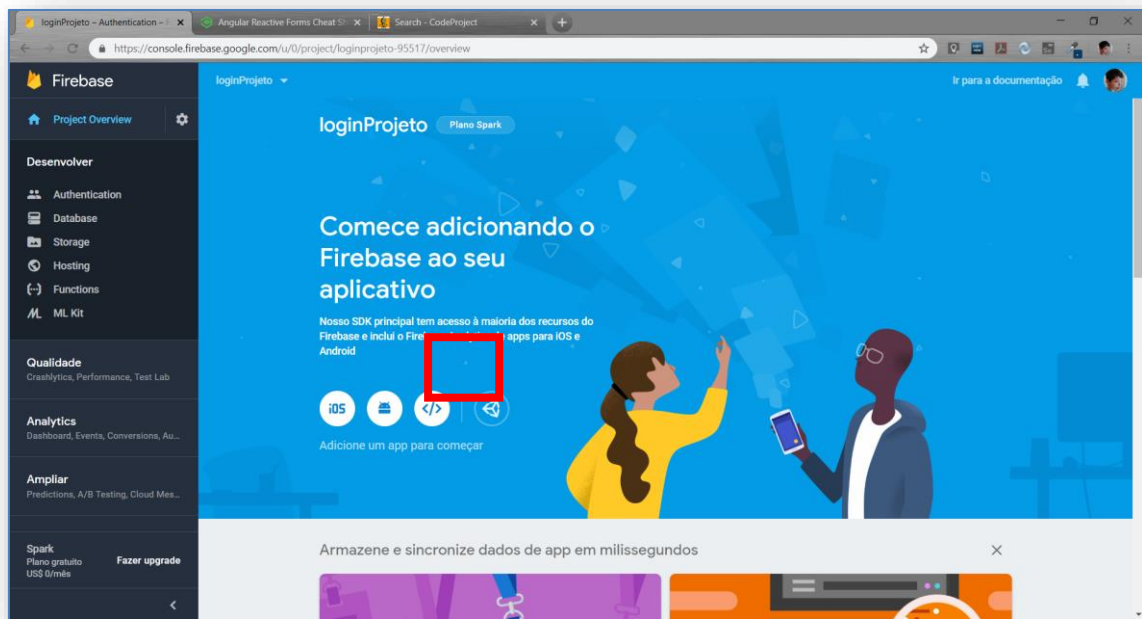 loginProjeto – Authentication –
Angular Reactive Forms Cheat
Search - CodeProject
https://console.firebase.google.com/u/0/project/loginprojeto-95517/overview
Firebase
loginProjeto
Ir para a documentação
Project Overview
loginProjeto
Plano Spark
Desenvolver
Authentication
Database
Storage
Hosting
Functions
ML Kit
Comece adicionando o
Firebase ao seu
aplicativo
Nosso SDK principal tem acesso à maioria dos recursos do
Firebase e inclui o apps para iOS e
Android
iOS
</>
Adicione um app para começar
Qualidade
Crashlytics, Performance, Test Lab
Analytics
Dashboard, Events, Conversions, Au...
Ampliar
Predictions, A/B Testing, Cloud Mes...
Spark
Plano gratuito
US$ 0/mês
Fazer upgrade
Armazene e sincronize dados de app em milissegundos